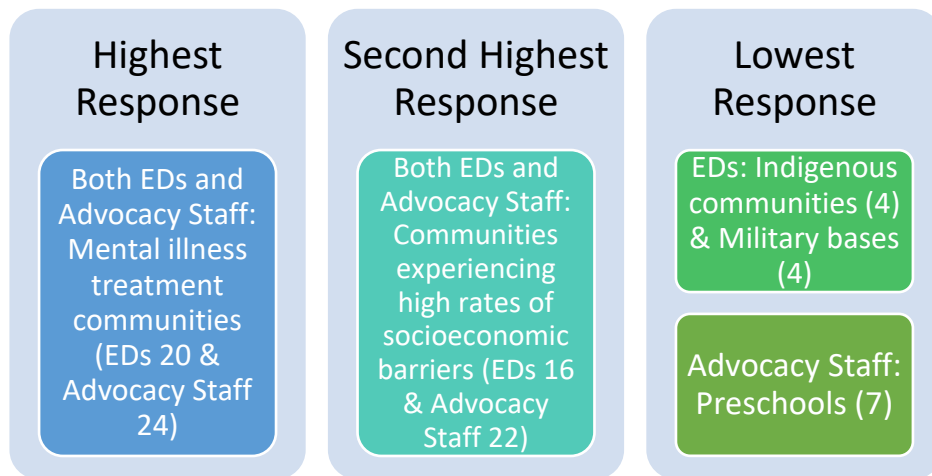 Highest
Response
Both EDs and
Advocacy Staff:
Mental illness
treatment
communities
(EDs 20 &
Advocacy Staff
24)
Second Highest
Response
Both EDs and
Advocacy Staff:
Communities
experiencing
high rates of
socioeconomic
barriers (EDs 16
& Advocacy
Staff 22)
Lowest
Response
EDs: Indigenous
communities (4)
& Military bases
(4)
Advocacy Staff:
Preschools (7)